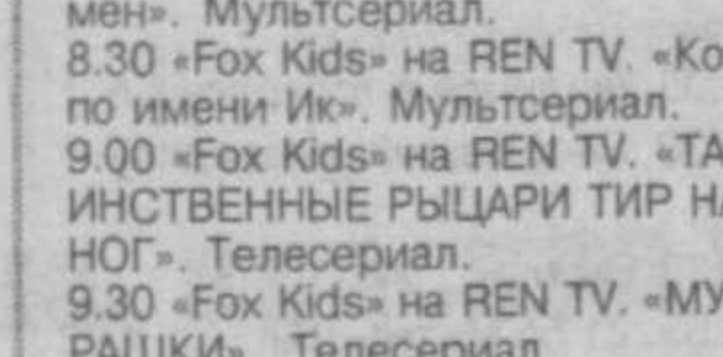 мен». Мультсериал.
8.30 «Fox Kids» на REN TV. «Ко
по имени Ик». Мультсериал.
9.00 «Fox Kids» на REN TV. «ТА
ИНСТВЕННЫЕ РЫЦАРИ ТИР НА
НОГ». Телесериал.
9.30 «Fox Kids» на REN TV. «МУ
РАШКИ». Телесериал